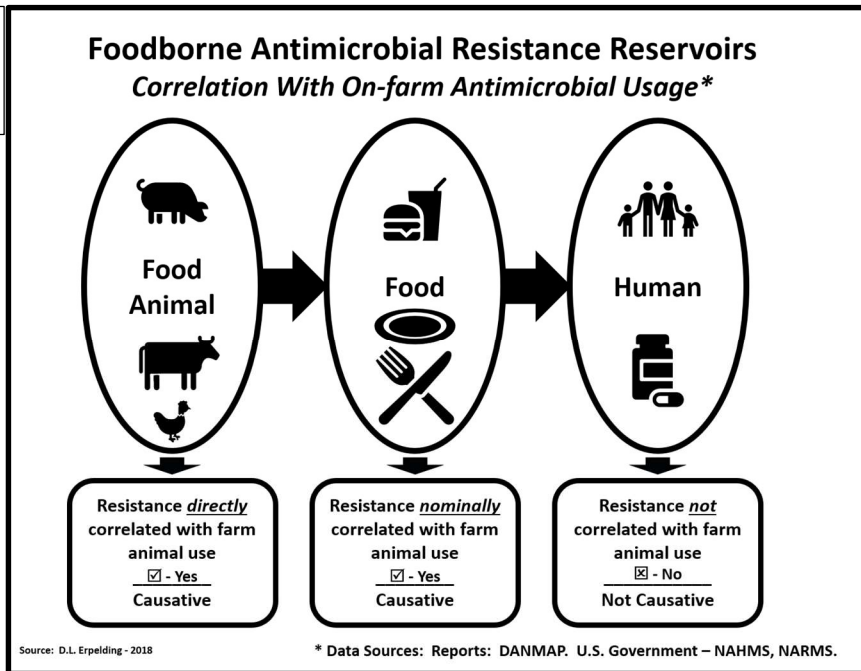 Foodborne Antimicrobial Resistance Reservoirs
Correlation With On-farm Antimicrobial Usage*
Food
Animal
Food
Human
Resistance directly
correlated with farm
animal use
☑ - Yes
Causative
Resistance nominally
correlated with farm
animal use
☑ - Yes
Causative
Resistance not
correlated with farm
animal use
☒ - No
Not Causative
Source: D.L. Erpelding - 2018
* Data Sources: Reports: DANMAP. U.S. Government – NAHMS, NARMS.